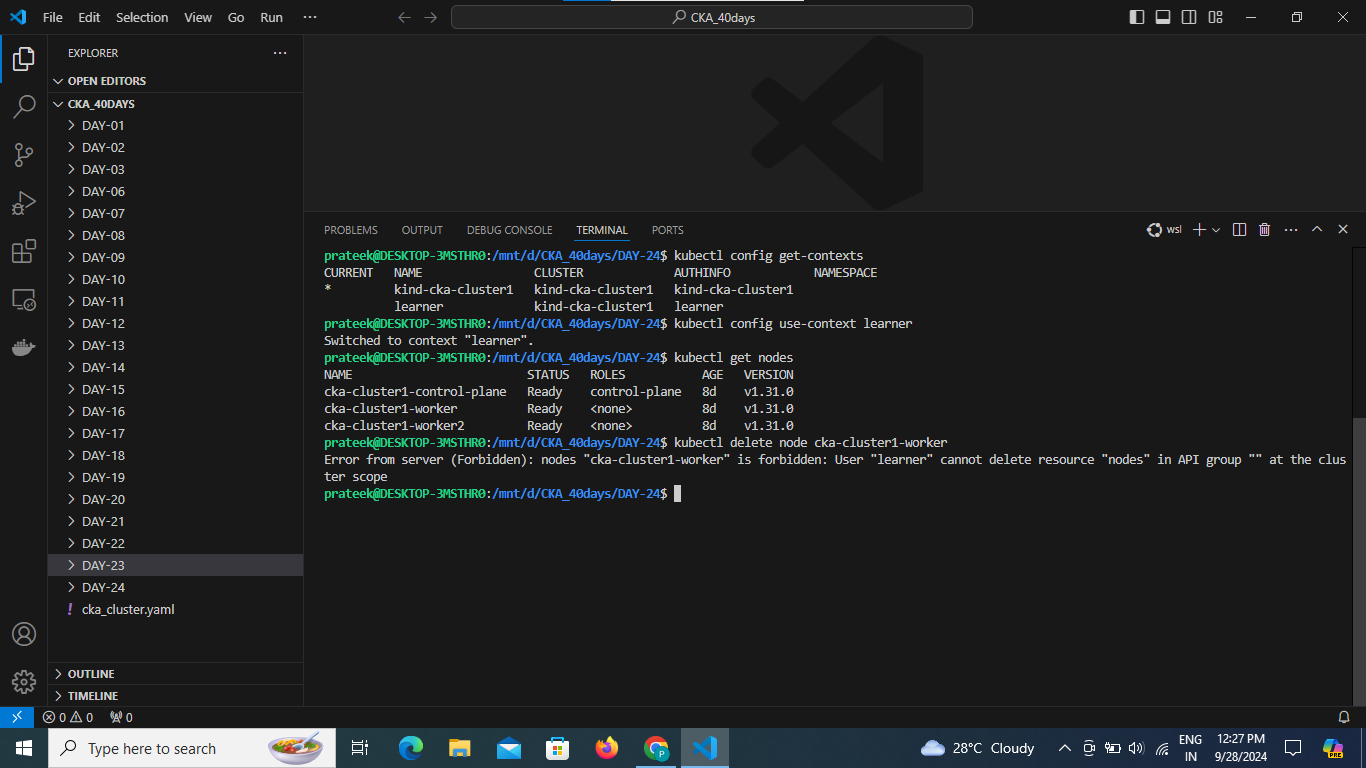 File Edit Selection View Go Run ···
CKA_40days
EXPLORER
OPEN EDITORS
CKA_40DAYS
DAY-01
DAY-02
DAY-03
DAY-06
DAY-07
DAY-08
DAY-09
DAY-10
DAY-11
DAY-12
DAY-13
DAY-14
DAY-15
DAY-16
DAY-17
DAY-18
DAY-19
DAY-20
DAY-21
DAY-22
DAY-23
DAY-24
! cka_cluster.yaml
OUTLINE
TIMELINE
PROBLEMS OUTPUT DEBUG CONSOLE TERMINAL PORTS
wsl
prateek@DESKTOP-3MSTHR0:/mnt/d/CKA_40days/DAY-24$ kubectl config get-contexts
CURRENT NAME CLUSTER AUTHINFO NAMESPACE
* kind-cka-cluster1 kind-cka-cluster1 kind-cka-cluster1
learner kind-cka-cluster1 learner
prateek@DESKTOP-3MSTHR0:/mnt/d/CKA_40days/DAY-24$ kubectl config use-context learner
Switched to context "learner".
prateek@DESKTOP-3MSTHR0:/mnt/d/CKA_40days/DAY-24$ kubectl get nodes
NAME STATUS ROLES AGE VERSION
cka-cluster1-control-plane Ready control-plane 8d v1.31.0
cka-cluster1-worker Ready <none> 8d v1.31.0
cka-cluster1-worker2 Ready <none> 8d v1.31.0
prateek@DESKTOP-3MSTHR0:/mnt/d/CKA_40days/DAY-24$ kubectl delete node cka-cluster1-worker
Error from server (Forbidden): nodes "cka-cluster1-worker" is forbidden: User "learner" cannot delete resource "nodes" in API group "" at the clus
ter scope
prateek@DESKTOP-3MSTHR0:/mnt/d/CKA_40days/DAY-24$
0 0 0
Type here to search
28°C Cloudy
ENG
IN
12:27 PM
9/28/2024
PRE